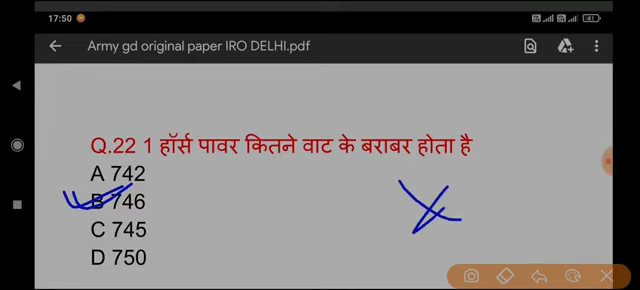 17:50
41
Army gd original paper IRO DELHI.pdf
Q.22 1 हॉर्स पावर कितने वाट के बराबर होता है
A 742
B 746
C 745
D 750